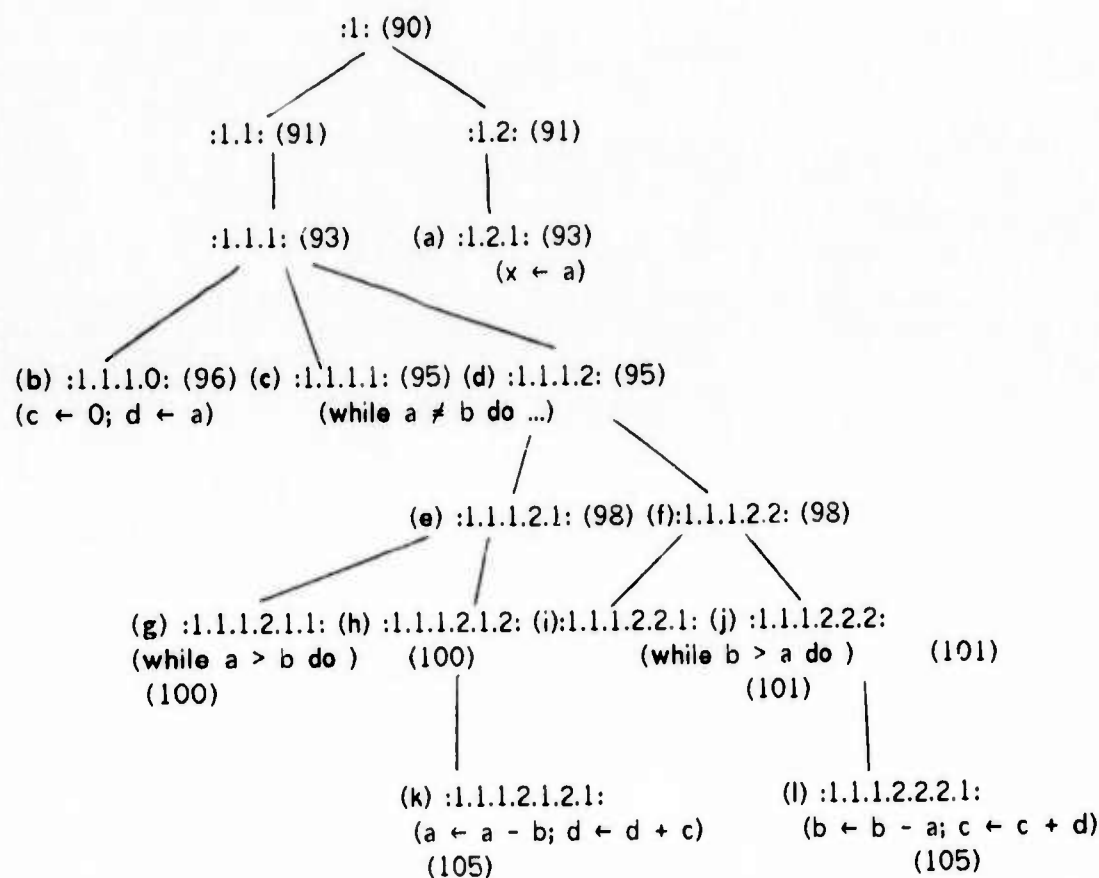 :1: (90)
:1.1: (91) :1.2: (91)
:1.1.1: (93) (a) :1.2.1: (93)
(x ← a)
(b) :1.1.1.0: (96) (c) :1.1.1.1: (95) (d) :1.1.1.2: (95)
(c ← 0; d ← a) (while a ≠ b do ...)
(e) :1.1.1.2.1: (98) (f):1.1.1.2.2: (98)
(g) :1.1.1.2.1.1: (h) :1.1.1.2.1.2: (i):1.1.1.2.2.1: (j) :1.1.1.2.2.2:
(while a > b do ) (100) (while b > a do ) (101)
(100) (101)
(k) :1.1.1.2.1.2.1: (l) :1.1.1.2.2.2.1:
(a ← a - b; d ← d + c) (b ← b - a; c ← c + d)
(105) (105)